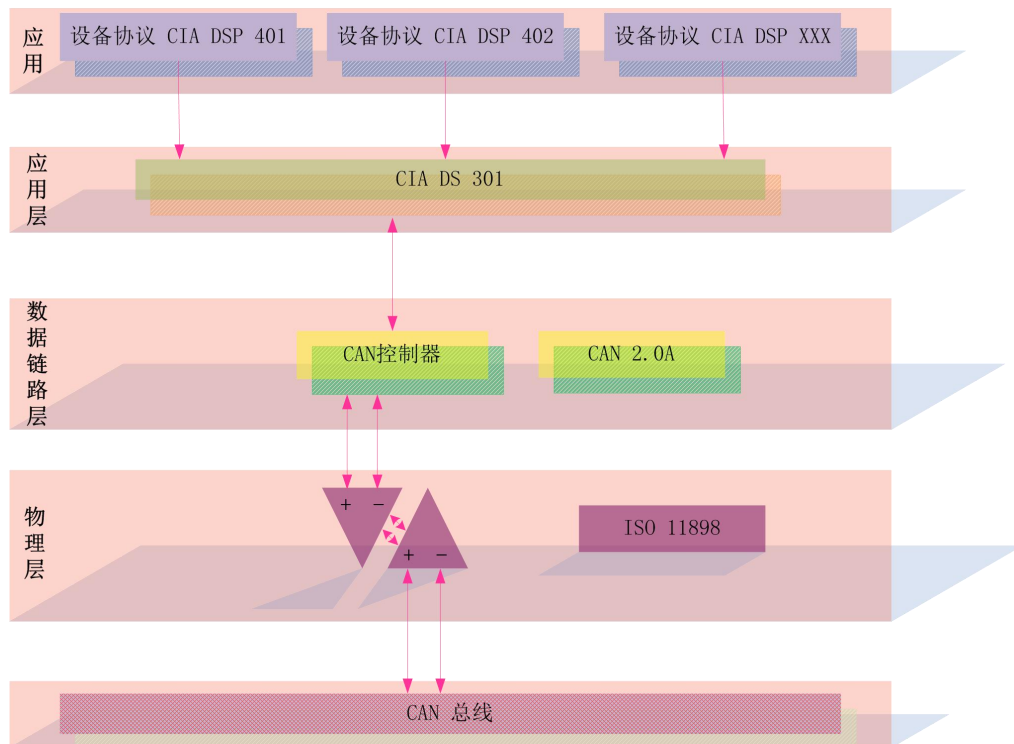 应用
设备协议 CIA DSP 401
设备协议 CIA DSP 402
设备协议 CIA DSP XXX
应用层
CIA DS 301
数据链路层
CAN控制器
CAN 2.0A
物理层
+ −
+ −
ISO 11898
CAN 总线